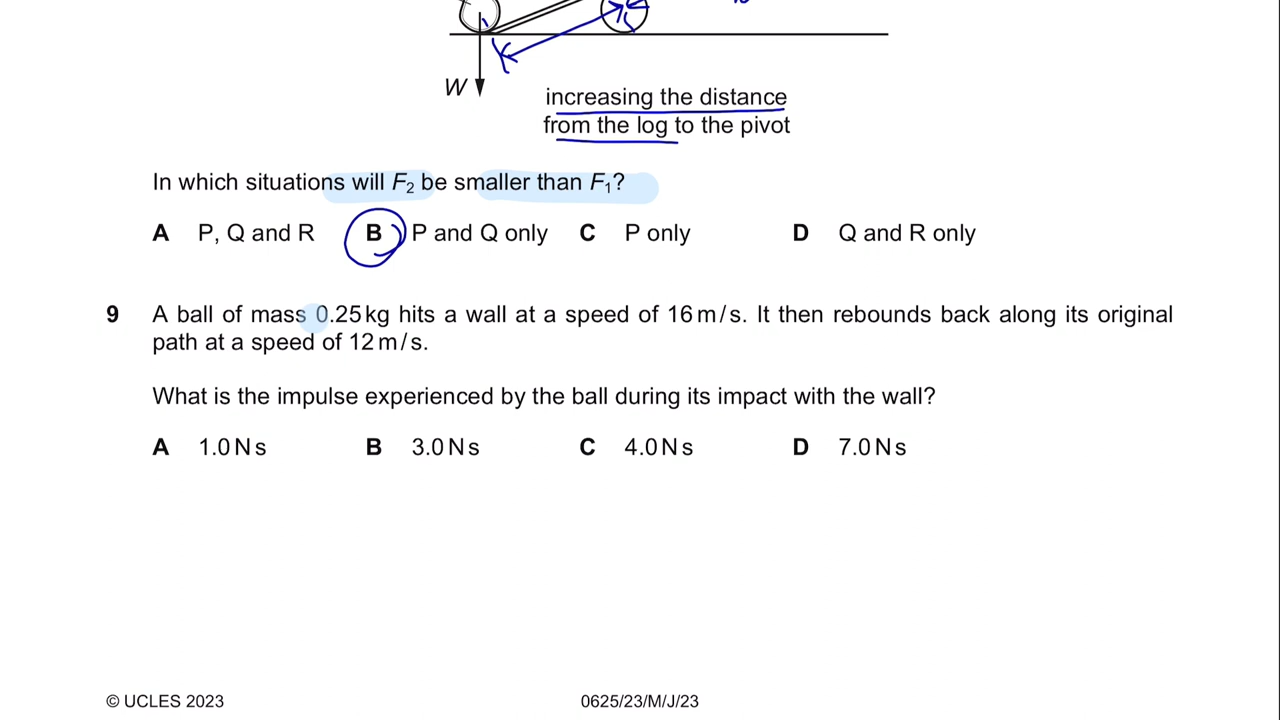 W
increasing the distance
from the log to the pivot
In which situations will F₂ be smaller than F₁?
A P, Q and R B P and Q only C P only D Q and R only
9 A ball of mass 0.25 kg hits a wall at a speed of 16 m/s. It then rebounds back along its original
path at a speed of 12 m/s.
What is the impulse experienced by the ball during its impact with the wall?
A 1.0 N s B 3.0 N s C 4.0 N s D 7.0 N s
© UCLES 2023 0625/23/M/J/23